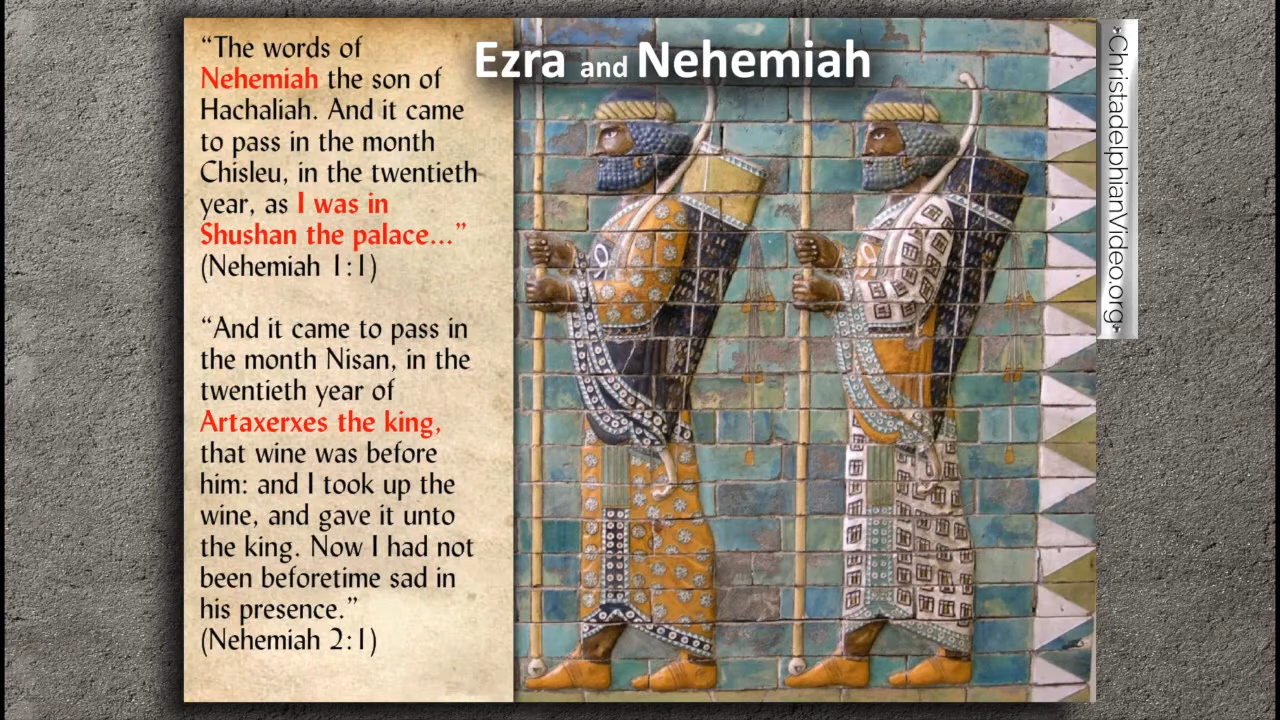 Ezra and Nehemiah
“The words of
Nehemiah the son of
Hachaliah. And it came
to pass in the month
Chisleu, in the twentieth
year, as I was in
Shushan the palace...”
(Nehemiah 1:1)
“And it came to pass in
the month Nisan, in the
twentieth year of
Artaxerxes the king,
that wine was before
him: and I took up the
wine, and gave it unto
the king. Now I had not
been beforetime sad in
his presence.”
(Nehemiah 2:1)
ChristadelphianVideo.org